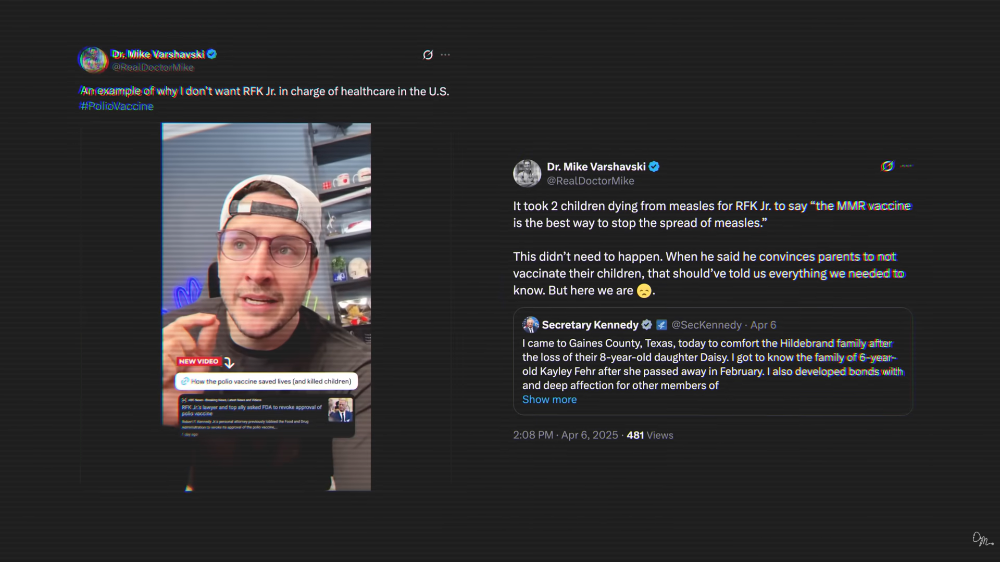 Dr. Mike Varshavski
@RealDoctorMike
An example of why I don't want RFK Jr. in charge of healthcare in the U.S.
#PolioVaccine
NEW VIDEO
How the polio vaccine saved lives (and killed children)
ABC News - Breaking News, Latest News and Videos
RFK Jr.'s lawyer and top ally asked FDA to revoke approval of
polio vaccine
Robert F. Kennedy Jr.'s personal attorney previously lobbied the Food and Drug
Administration to revoke its approval of the polio vaccine,...
1 day ago
Dr. Mike Varshavski
@RealDoctorMike
It took 2 children dying from measles for RFK Jr. to say “the MMR vaccine
is the best way to stop the spread of measles.”
This didn’t need to happen. When he said he convinces parents to not
vaccinate their children, that should’ve told us everything we needed to
know. But here we are 😞.
Secretary Kennedy @SecKennedy · Apr 6
I came to Gaines County, Texas, today to comfort the Hildebrand family after
the loss of their 8-year-old daughter Daisy. I got to know the family of 6-year-
old Kayley Fehr after she passed away in February. I also developed bonds with
and deep affection for other members of
Show more
2:08 PM · Apr 6, 2025 · 481 Views
DM